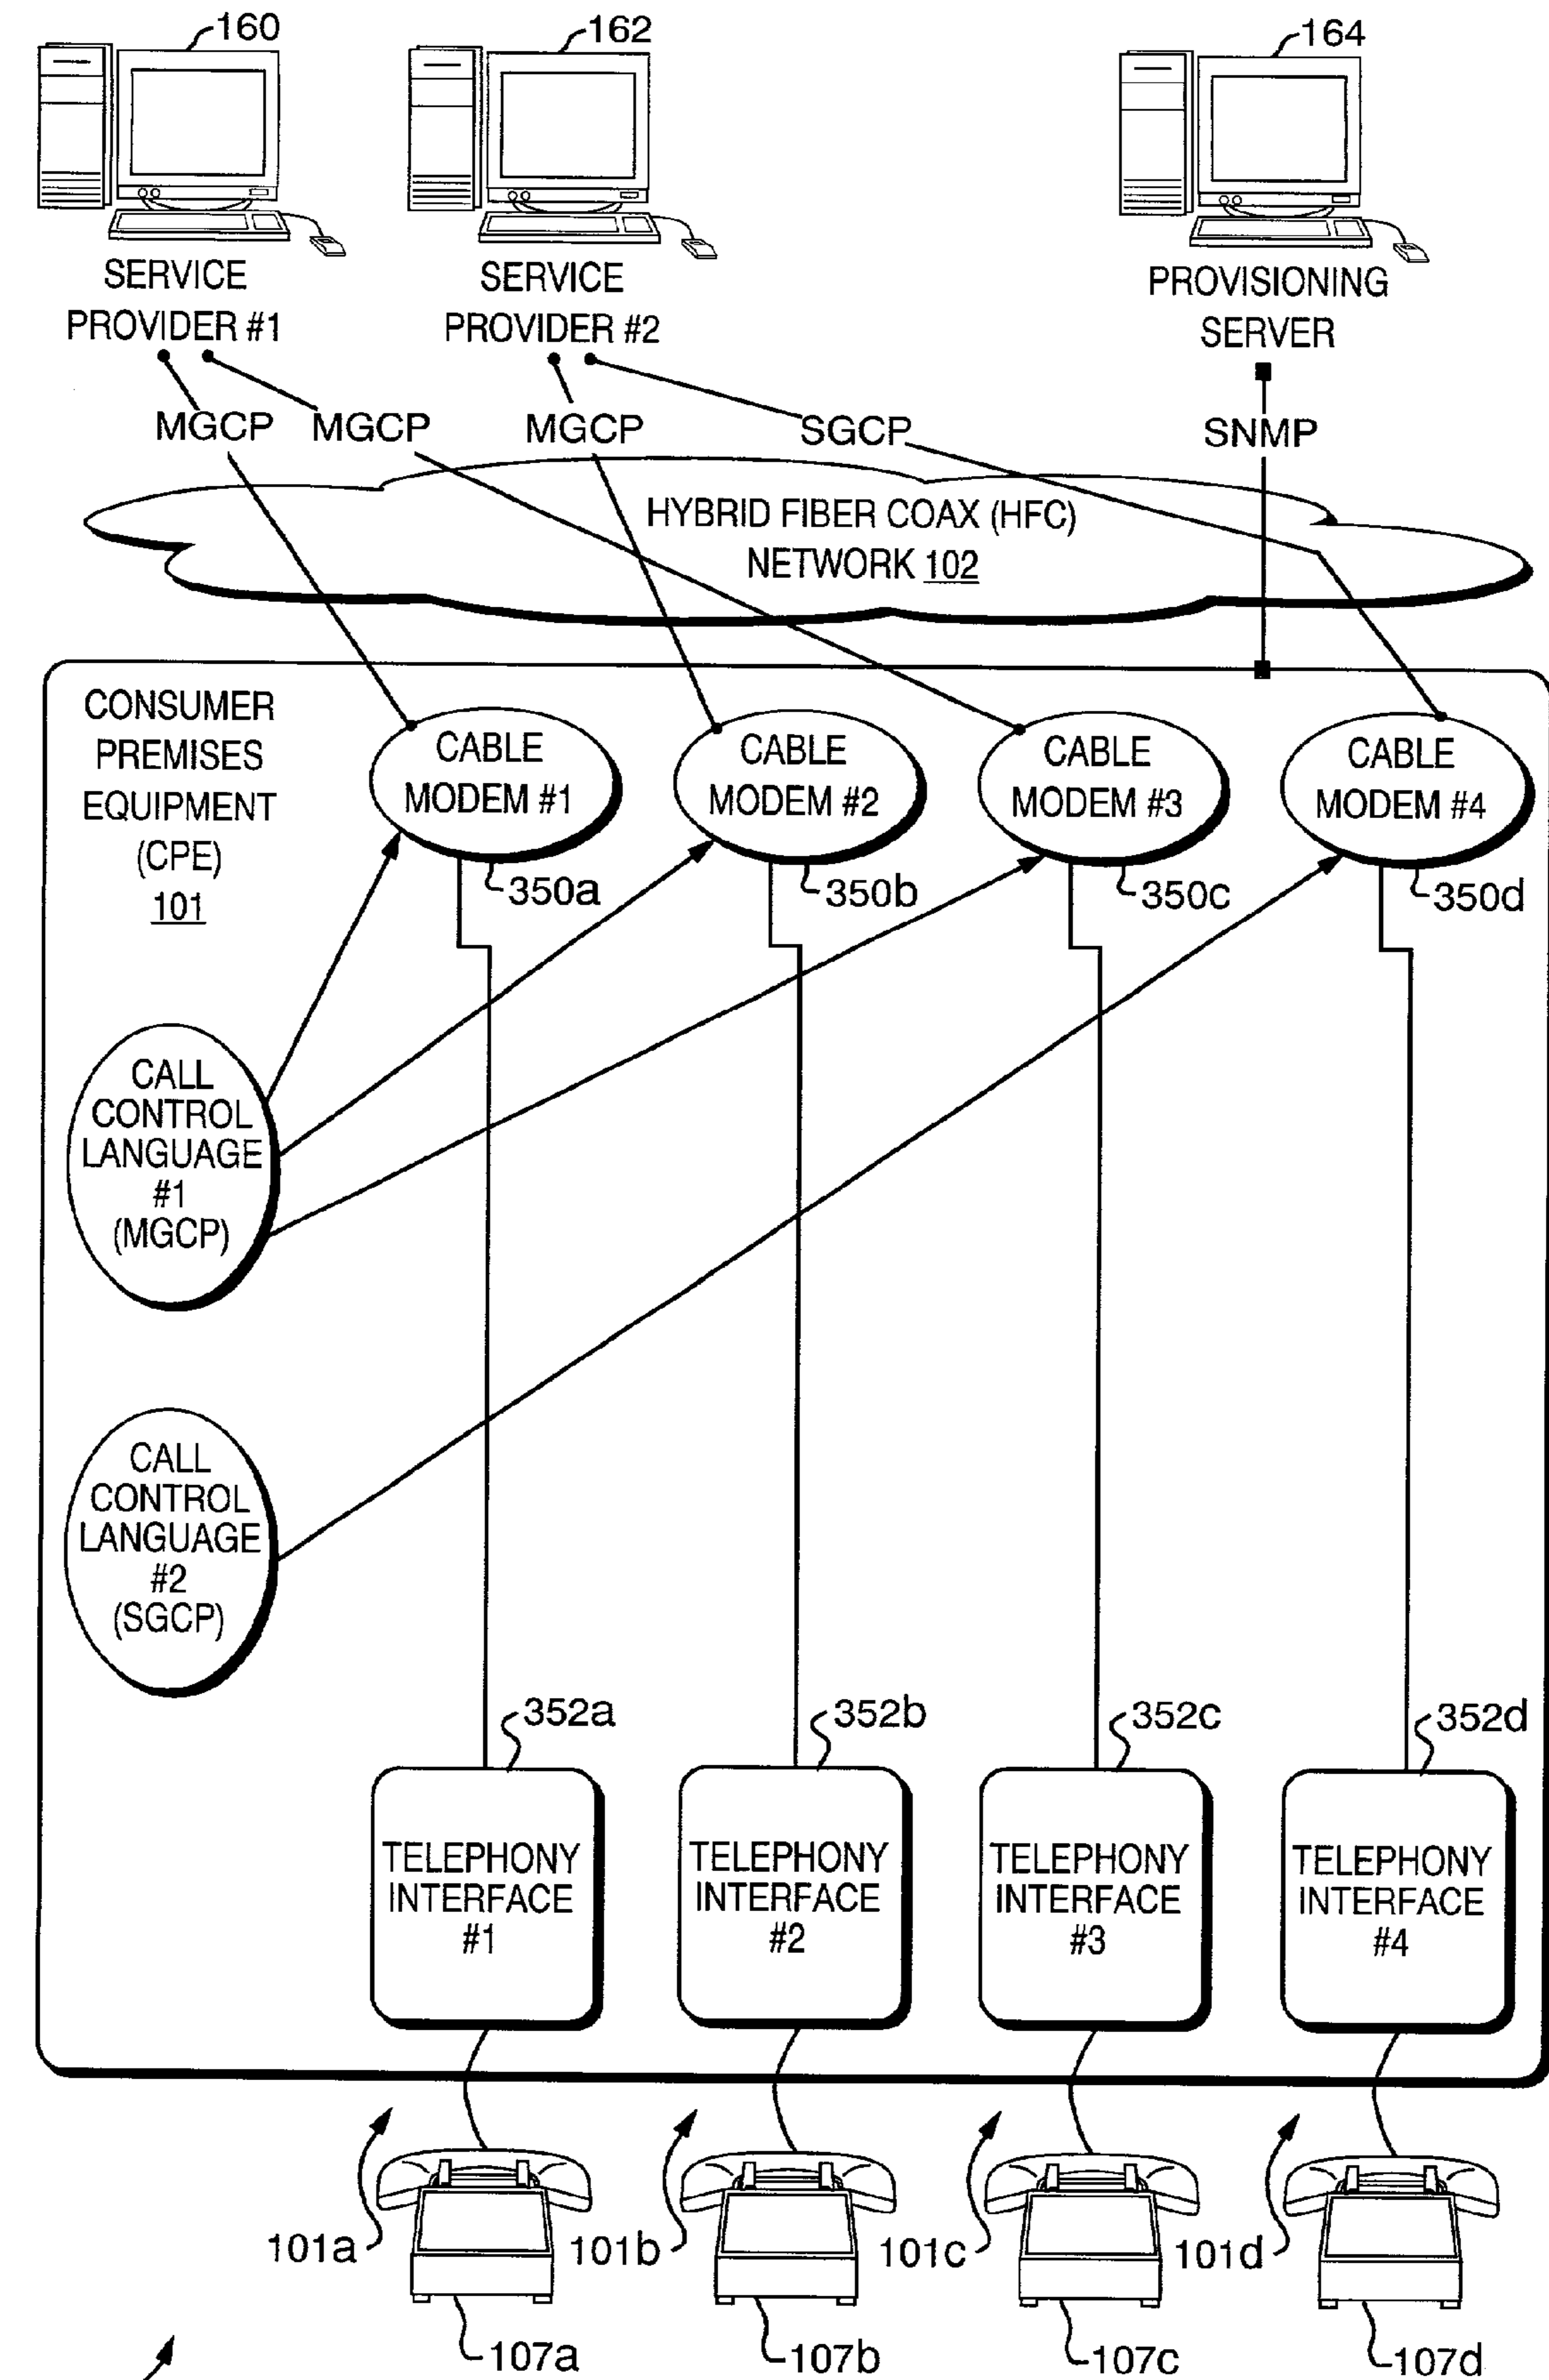 160
162
164
SERVICE
PROVIDER #1
SERVICE
PROVIDER #2
PROVISIONING
SERVER
MGCP
MGCP
MGCP
SGCP
SNMP
HYBRID FIBER COAX (HFC)
NETWORK 102
CONSUMER
PREMISES
EQUIPMENT
(CPE)
101
CABLE
MODEM #1
CABLE
MODEM #2
CABLE
MODEM #3
CABLE
MODEM #4
350a
350b
350c
350d
CALL
CONTROL
LANGUAGE
#1
(MGCP)
CALL
CONTROL
LANGUAGE
#2
(SGCP)
352a
352b
352c
352d
TELEPHONY
INTERFACE
#1
TELEPHONY
INTERFACE
#2
TELEPHONY
INTERFACE
#3
TELEPHONY
INTERFACE
#4
101a
101b
101c
101d
107a
107b
107c
107d